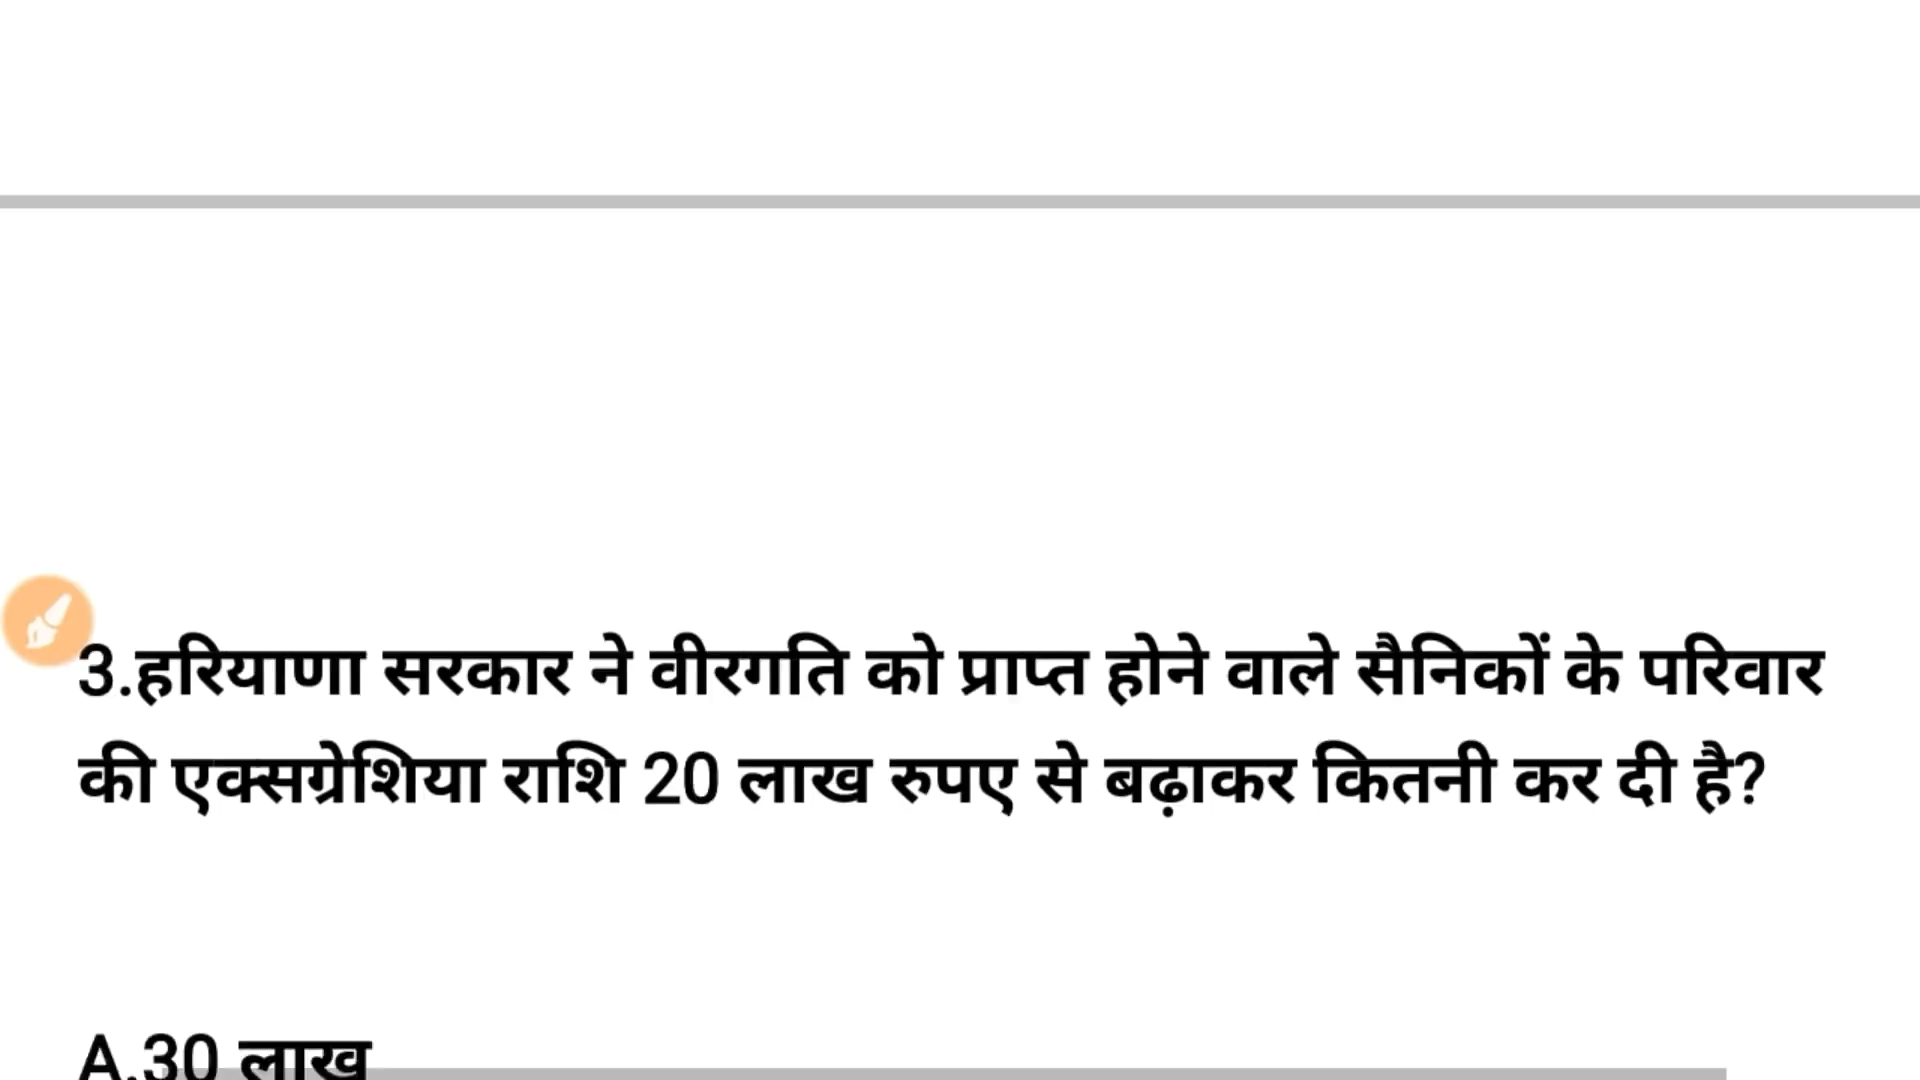 3.हरियाणा सरकार ने वीरगति को प्राप्त होने वाले सैनिकों के परिवार
की एक्सग्रेशिया राशि 20 लाख रुपए से बढ़ाकर कितनी कर दी है?
A.30 लाख